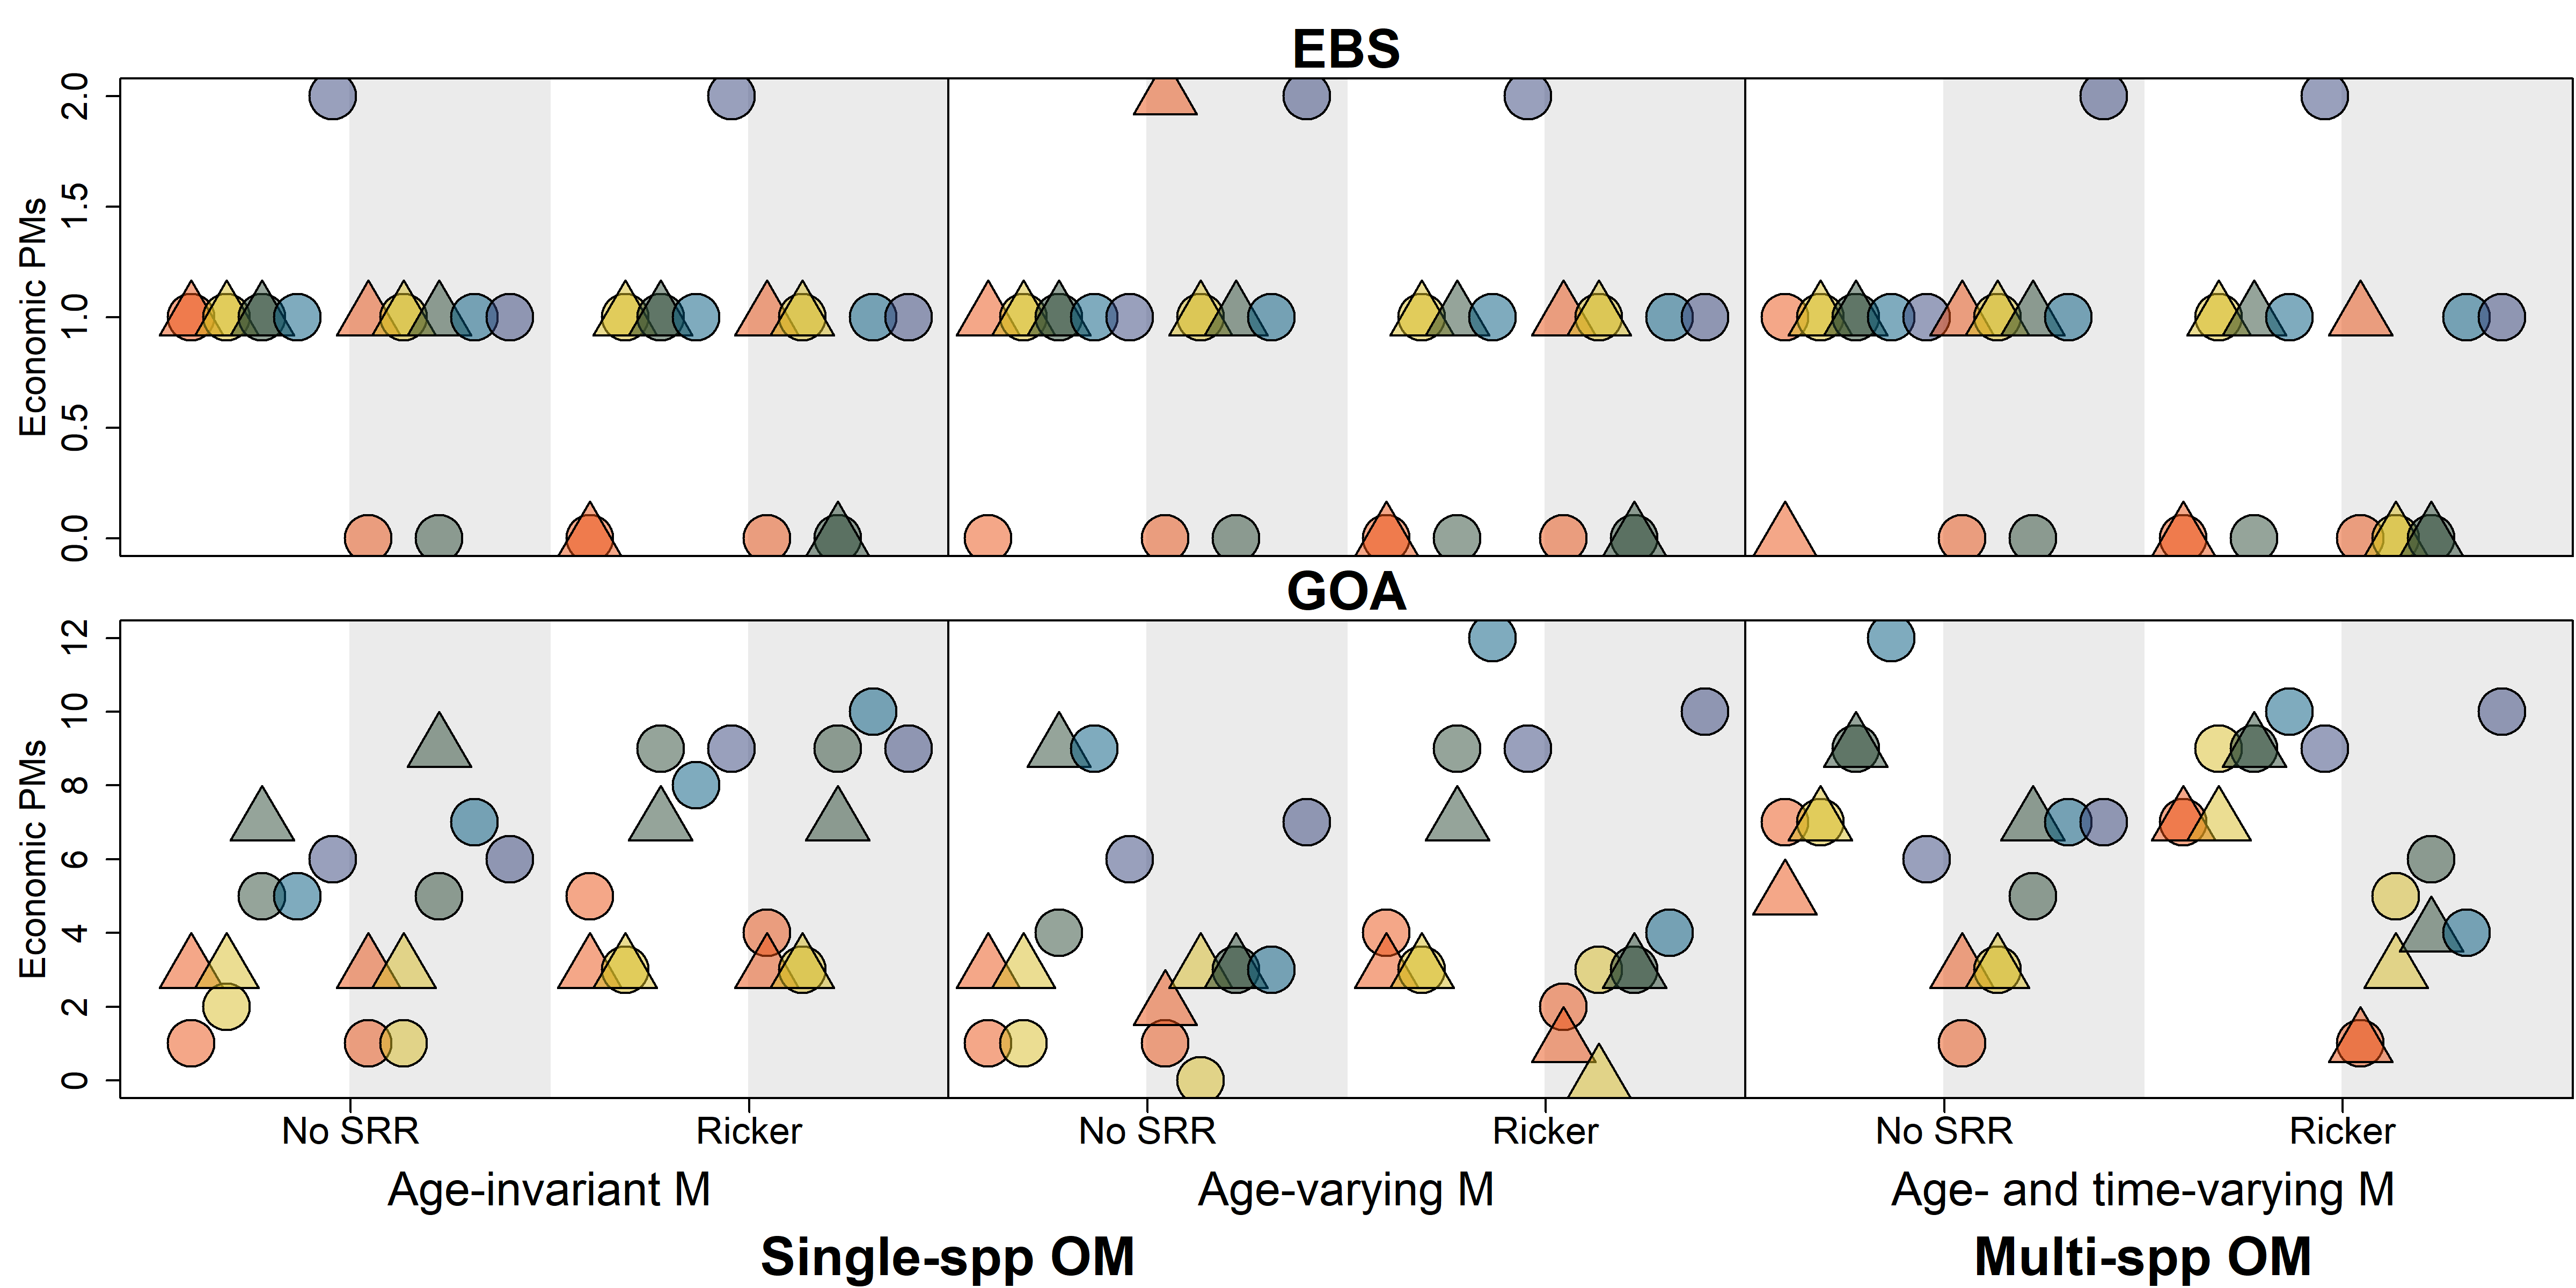 EBS
Economic PMs
2.0
1.5
1.0
0.5
0.0
GOA
Economic PMs
12
10
8
6
4
2
0
No SRR Ricker No SRR Ricker No SRR Ricker
Age-invariant M Age-varying M Age- and time-varying M
Single-spp OM Multi-spp OM